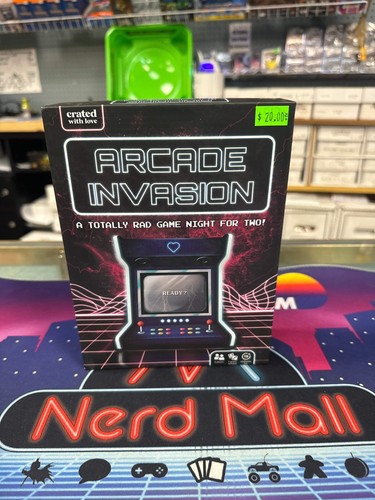 crated
with love
$ 20.00
ARCADE
INVASION
A TOTALLY RAD GAME NIGHT FOR TWO!
READY?
M
Nerd Mall